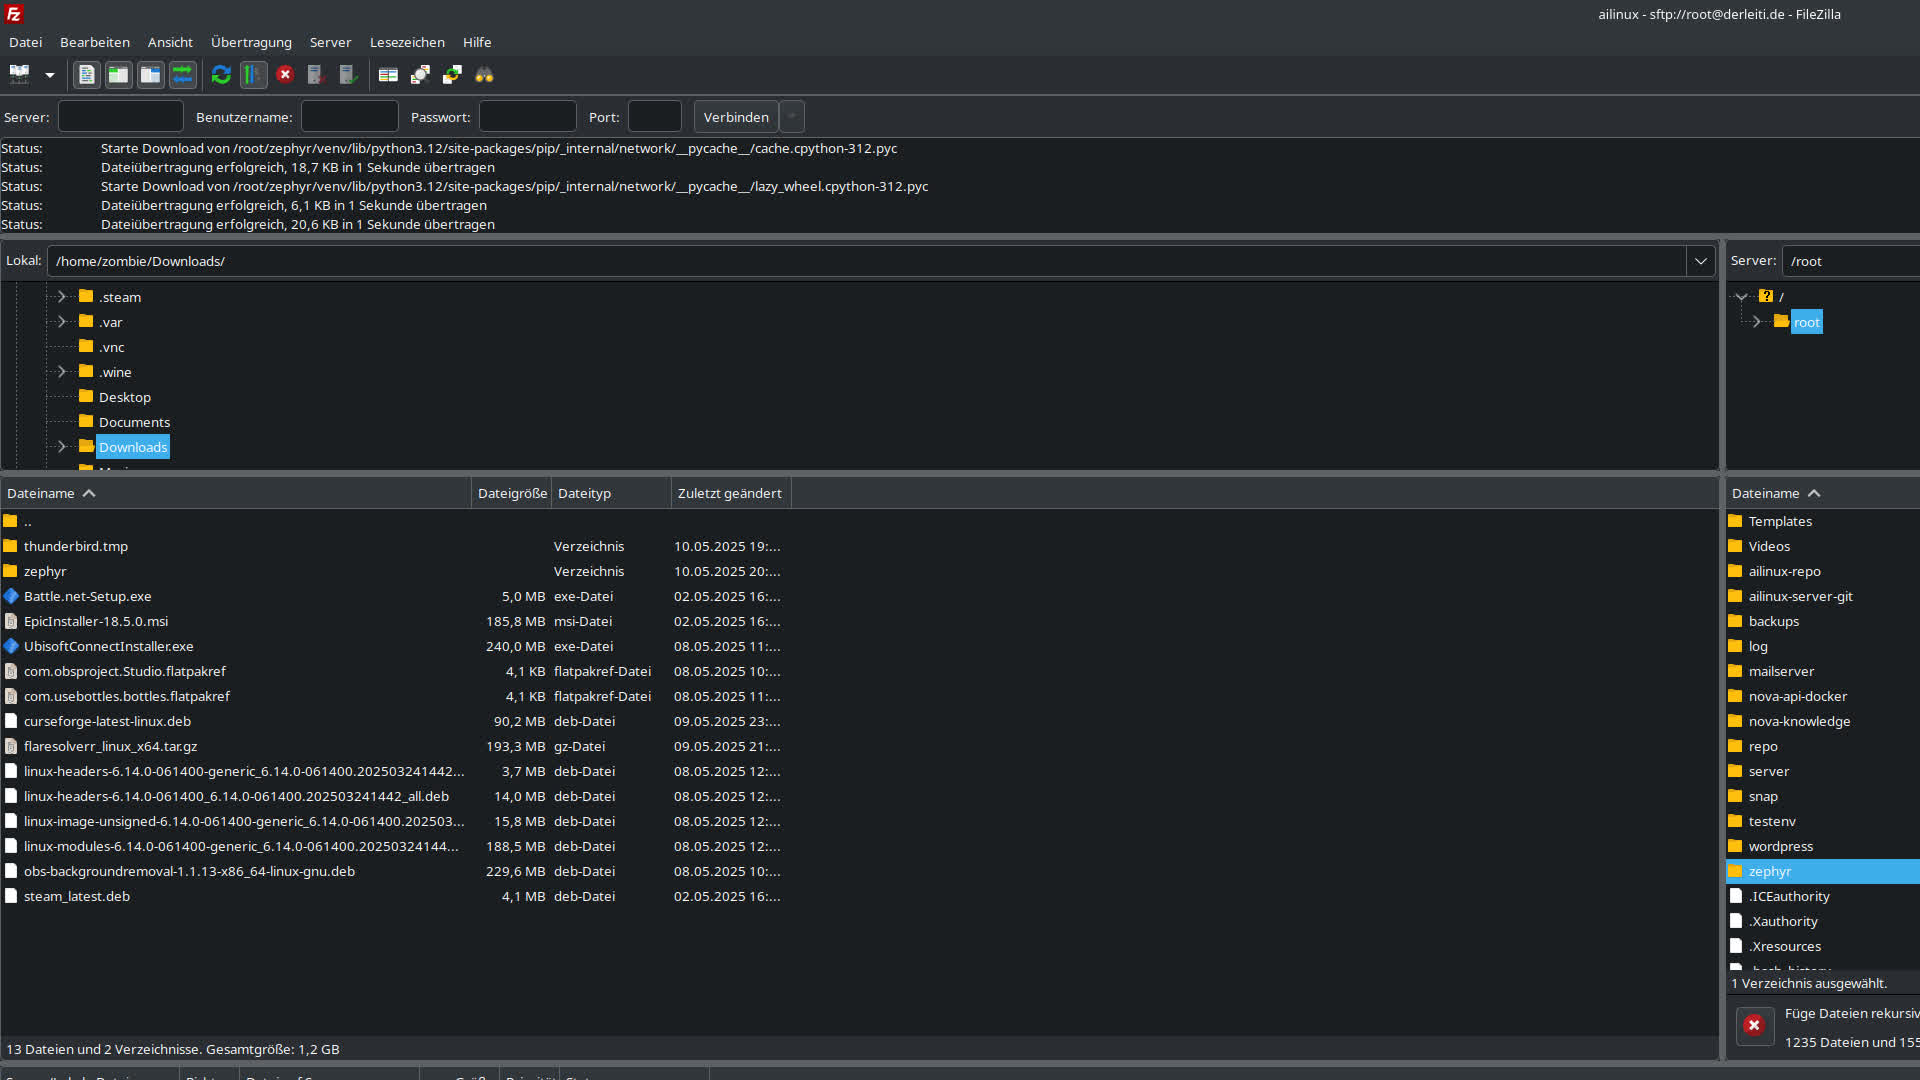 ailinux - sftp://root@derleiti.de - FileZilla
Datei Bearbeiten Ansicht Übertragung Server Lesezeichen Hilfe
Server: Benutzername: Passwort: Port: Verbinden
Status: Starte Download von /root/zephyr/venv/lib/python3.12/site-packages/pip/_internal/network/__pycache__/cache.cpython-312.pyc
Status: Dateiübertragung erfolgreich, 18,7 KB in 1 Sekunde übertragen
Status: Starte Download von /root/zephyr/venv/lib/python3.12/site-packages/pip/_internal/network/__pycache__/lazy_wheel.cpython-312.pyc
Status: Dateiübertragung erfolgreich, 6,1 KB in 1 Sekunde übertragen
Status: Dateiübertragung erfolgreich, 20,6 KB in 1 Sekunde übertragen
Lokal: /home/zombie/Downloads/
.steam
.var
.vnc
.wine
Desktop
Documents
Downloads
Dateiname Dateigröße Dateityp Zuletzt geändert
..
thunderbird.tmp Verzeichnis 10.05.2025 19:...
zephyr Verzeichnis 10.05.2025 20:...
Battle.net-Setup.exe 5,0 MB exe-Datei 02.05.2025 16:...
EpicInstaller-18.5.0.msi 185,8 MB msi-Datei 02.05.2025 16:...
UbisoftConnectInstaller.exe 240,0 MB exe-Datei 08.05.2025 11:...
com.obsproject.Studio.flatpakref 4,1 KB flatpakref-Datei 08.05.2025 10:...
com.usebottles.bottles.flatpakref 4,1 KB flatpakref-Datei 08.05.2025 11:...
curseforge-latest-linux.deb 90,2 MB deb-Datei 09.05.2025 23:...
flaresolverr_linux_x64.tar.gz 193,3 MB gz-Datei 09.05.2025 21:...
linux-headers-6.14.0-061400-generic_6.14.0-061400.202503241442... 3,7 MB deb-Datei 08.05.2025 12:...
linux-headers-6.14.0-061400_6.14.0-061400.202503241442_all.deb 14,0 MB deb-Datei 08.05.2025 12:...
linux-image-unsigned-6.14.0-061400-generic_6.14.0-061400.202503... 15,8 MB deb-Datei 08.05.2025 12:...
linux-modules-6.14.0-061400-generic_6.14.0-061400.20250324144... 188,5 MB deb-Datei 08.05.2025 12:...
obs-backgroundremoval-1.1.13-x86_64-linux-gnu.deb 229,6 MB deb-Datei 08.05.2025 10:...
steam_latest.deb 4,1 MB deb-Datei 02.05.2025 16:...
13 Dateien und 2 Verzeichnisse. Gesamtgröße: 1,2 GB
Server: /root
/
root
Dateiname
Templates
Videos
ailinux-repo
ailinux-server-git
backups
log
mailserver
nova-api-docker
nova-knowledge
repo
server
snap
testenv
wordpress
zephyr
.ICEauthority
.Xauthority
.Xresources
1 Verzeichnis ausgewählt.
Füge Dateien rekursiv
1235 Dateien und 155